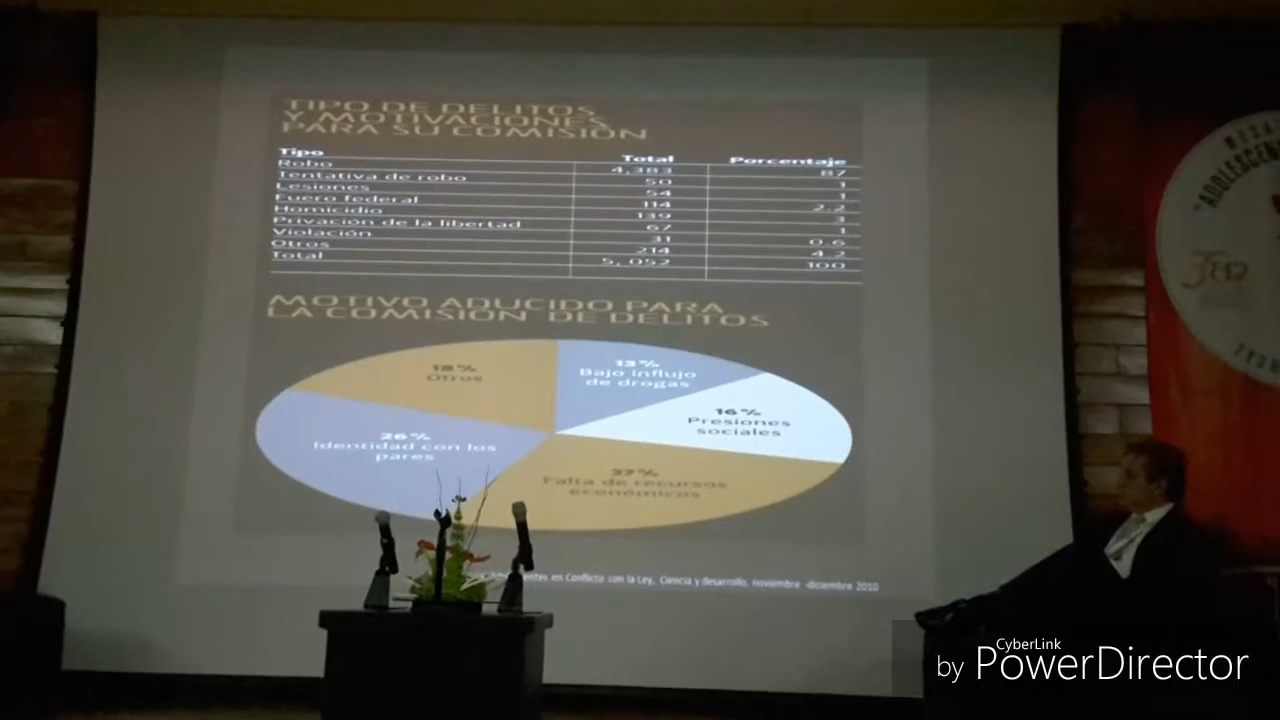 TIPO DE DELITOS
Y MOTIVACIONES
PARA SU COMISIÓN
Tipo Total Porcentaje
Robo 4,383 87
Tentativa de robo 50 1
Lesiones 54 1
Fuero federal 114 2.2
Homicidio 139 3
Privación de la libertad 67 1
Violación 31 0.6
Otros 214 4.2
Total 5, 052 100
MOTIVO ADUCIDO PARA
LA COMISIÓN DE DELITOS
18%
Otros
13%
Bajo influjo
de drogas
16%
Presiones
sociales
26%
Identidad con los
pares
37%
Falta de recursos
económicos
en Conflicto con la Ley, Ciencia y desarrollo, noviembre -diciembre 2010
CyberLink
by PowerDirector